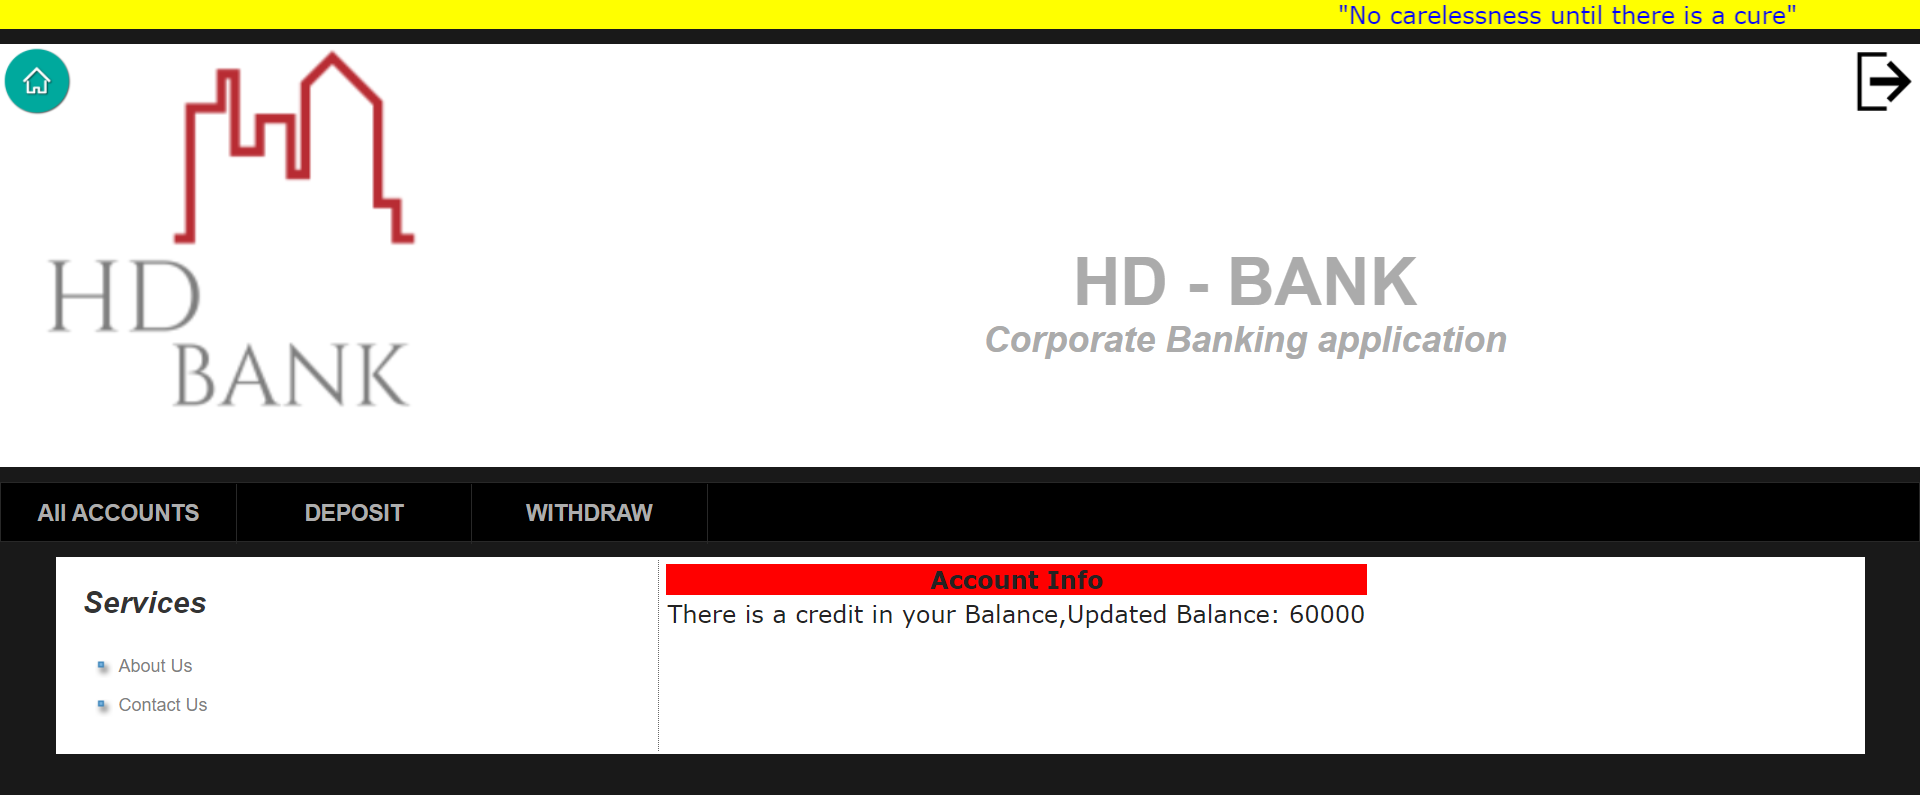 "No carelessness until there is a cure"
HD
BANK
HD - BANK
Corporate Banking application
All ACCOUNTS
DEPOSIT
WITHDRAW
Services
About Us
Contact Us
Account Info
There is a credit in your Balance,Updated Balance: 60000